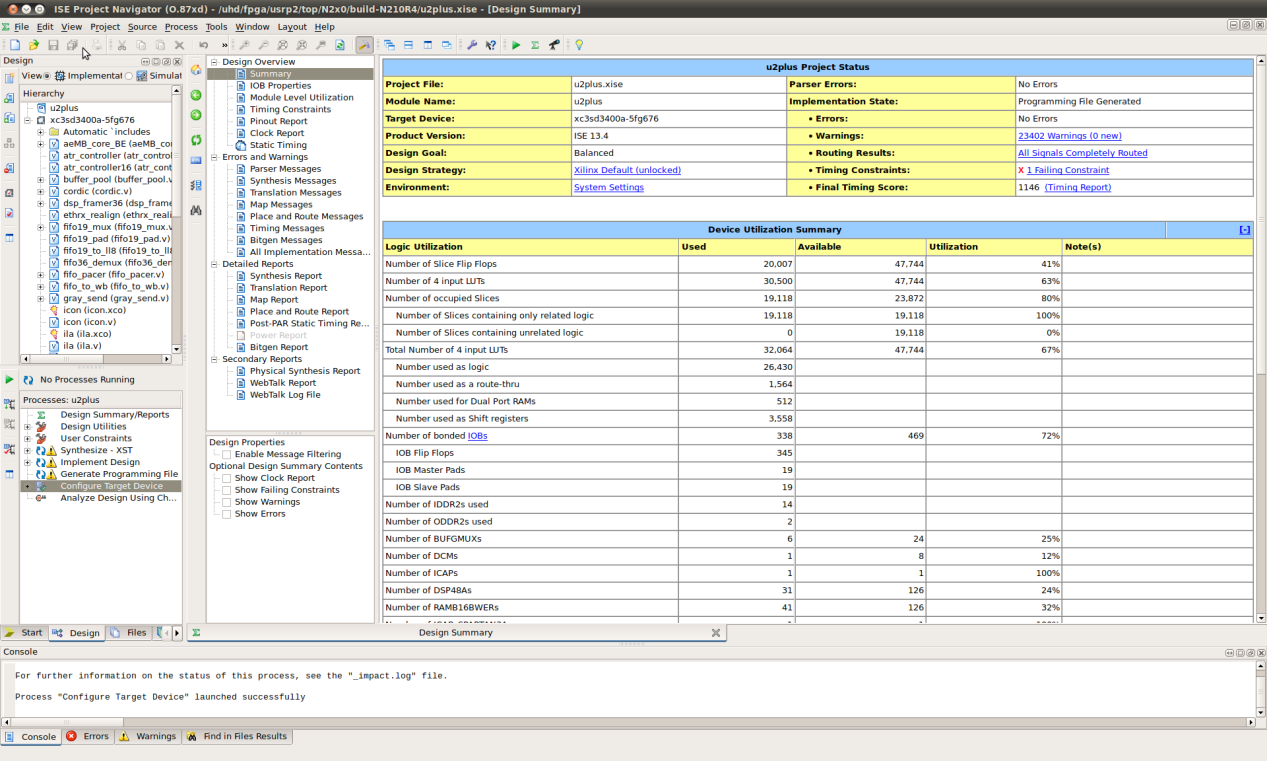 ISE Project Navigator (O.87xd) - /uhd/fpga/usrp2/top/N2x0/build-N210R4/u2plus.xise - [Design Summary]
File Edit View Project Source Process Tools Window Layout Help
Design
View: Implementat Simulat
Hierarchy
u2plus
xc3sd3400a-5fg676
Automatic `includes
aeMB_core_BE (aeMB_co
atr_controller (atr_control
atr_controller16 (atr_cont
buffer_pool (buffer_pool.v
cordic (cordic.v)
dsp_framer36 (dsp_frame
ethrx_realign (ethrx_reali
fifo19_mux (fifo19_mux.v
fifo19_pad (fifo19_pad.v)
fifo19_to_ll8 (fifo19_to_ll8
fifo36_demux (fifo36_der
fifo_pacer (fifo_pacer.v)
fifo_to_wb (fifo_to_wb.v)
gray_send (gray_send.v)
icon (icon.xco)
icon (icon.v)
ila (ila.xco)
ila (ila.v)
No Processes Running
Processes: u2plus
Design Summary/Reports
Design Utilities
User Constraints
Synthesize - XST
Implement Design
Generate Programming File
Configure Target Device
Analyze Design Using Ch...
Start Design Files
Design Overview
Summary
IOB Properties
Module Level Utilization
Timing Constraints
Pinout Report
Clock Report
Static Timing
Errors and Warnings
Parser Messages
Synthesis Messages
Translation Messages
Map Messages
Place and Route Messages
Timing Messages
Bitgen Messages
All Implementation Messa...
Detailed Reports
Synthesis Report
Translation Report
Map Report
Place and Route Report
Post-PAR Static Timing Re...
Power Report
Bitgen Report
Secondary Reports
Physical Synthesis Report
WebTalk Report
WebTalk Log File
Design Properties
Enable Message Filtering
Optional Design Summary Contents
Show Clock Report
Show Failing Constraints
Show Warnings
Show Errors
u2plus Project Status
Project File: u2plus.xise Parser Errors: No Errors
Module Name: u2plus Implementation State: Programming File Generated
Target Device: xc3sd3400a-5fg676 • Errors: No Errors
Product Version: ISE 13.4 • Warnings: 23402 Warnings (0 new)
Design Goal: Balanced • Routing Results: All Signals Completely Routed
Design Strategy: Xilinx Default (unlocked) • Timing Constraints: X 1 Failing Constraint
Environment: System Settings • Final Timing Score: 1146 (Timing Report)
Device Utilization Summary [-]
Logic Utilization Used Available Utilization Note(s)
Number of Slice Flip Flops 20,007 47,744 41%
Number of 4 input LUTs 30,500 47,744 63%
Number of occupied Slices 19,118 23,872 80%
Number of Slices containing only related logic 19,118 19,118 100%
Number of Slices containing unrelated logic 0 19,118 0%
Total Number of 4 input LUTs 32,064 47,744 67%
Number used as logic 26,430
Number used as a route-thru 1,564
Number used for Dual Port RAMs 512
Number used as Shift registers 3,558
Number of bonded IOBs 338 469 72%
IOB Flip Flops 345
IOB Master Pads 19
IOB Slave Pads 19
Number of IDDR2s used 14
Number of ODDR2s used 2
Number of BUFGMUXs 6 24 25%
Number of DCMs 1 8 12%
Number of ICAPs 1 1 100%
Number of DSP48As 31 126 24%
Number of RAMB16BWERs 41 126 32%
Design Summary
Console
For further information on the status of this process, see the "_impact.log" file.
Process "Configure Target Device" launched successfully
Console Errors Warnings Find in Files Results